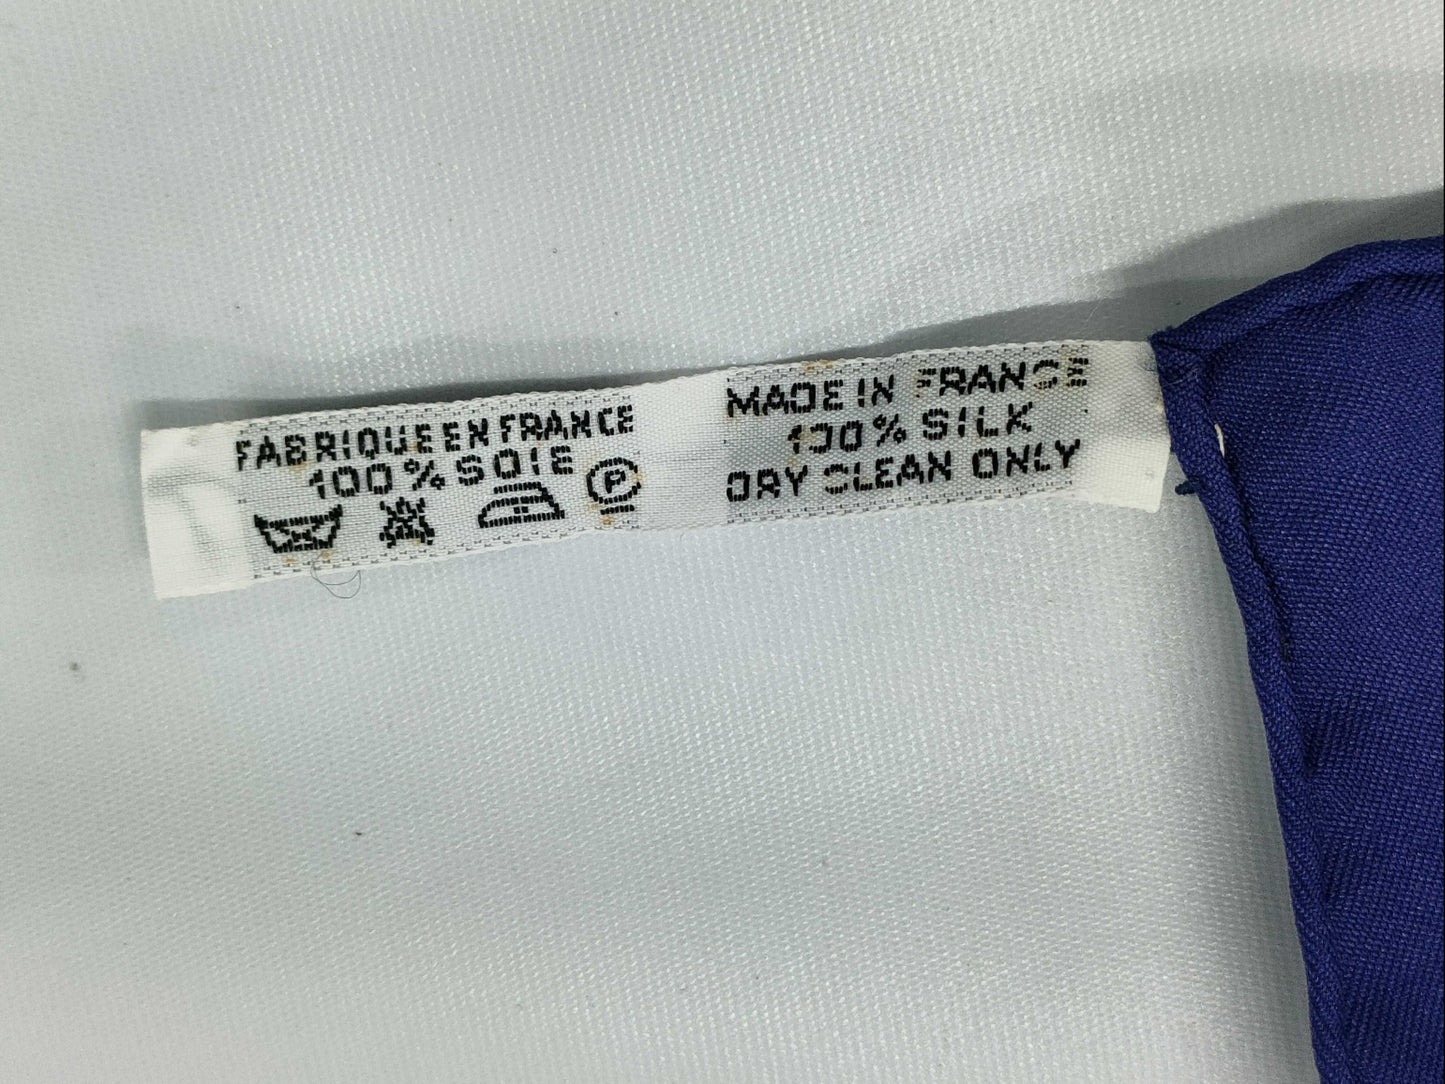 FABRIQUE EN FRANCE
100% SOIE
P
MADE IN FRANCE
100% SILK
DRY CLEAN ONLY